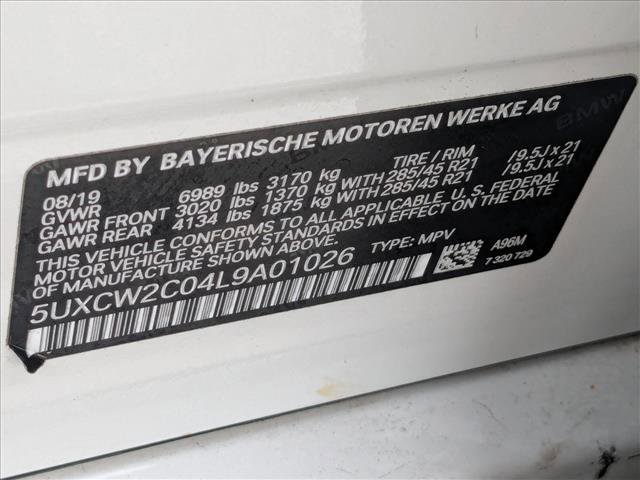 MFD BY BAYERISCHE MOTOREN WERKE AG
08/19 TIRE / RIM
GVWR 6989 lbs 3170 kg
GAWR FRONT 3020 lbs 1370 kg WITH 285/45 R21 / 9.5J x 21
GAWR REAR 4134 lbs 1875 kg WITH 285/45 R21 / 9.5J x 21
THIS VEHICLE CONFORMS TO ALL APPLICABLE U.S. FEDERAL
MOTOR VEHICLE SAFETY STANDARDS IN EFFECT ON THE DATE
OF MANUFACTURE SHOWN ABOVE.
5UXCW2C04L9A01026 TYPE: MPV A96M
7 320 729
BMW